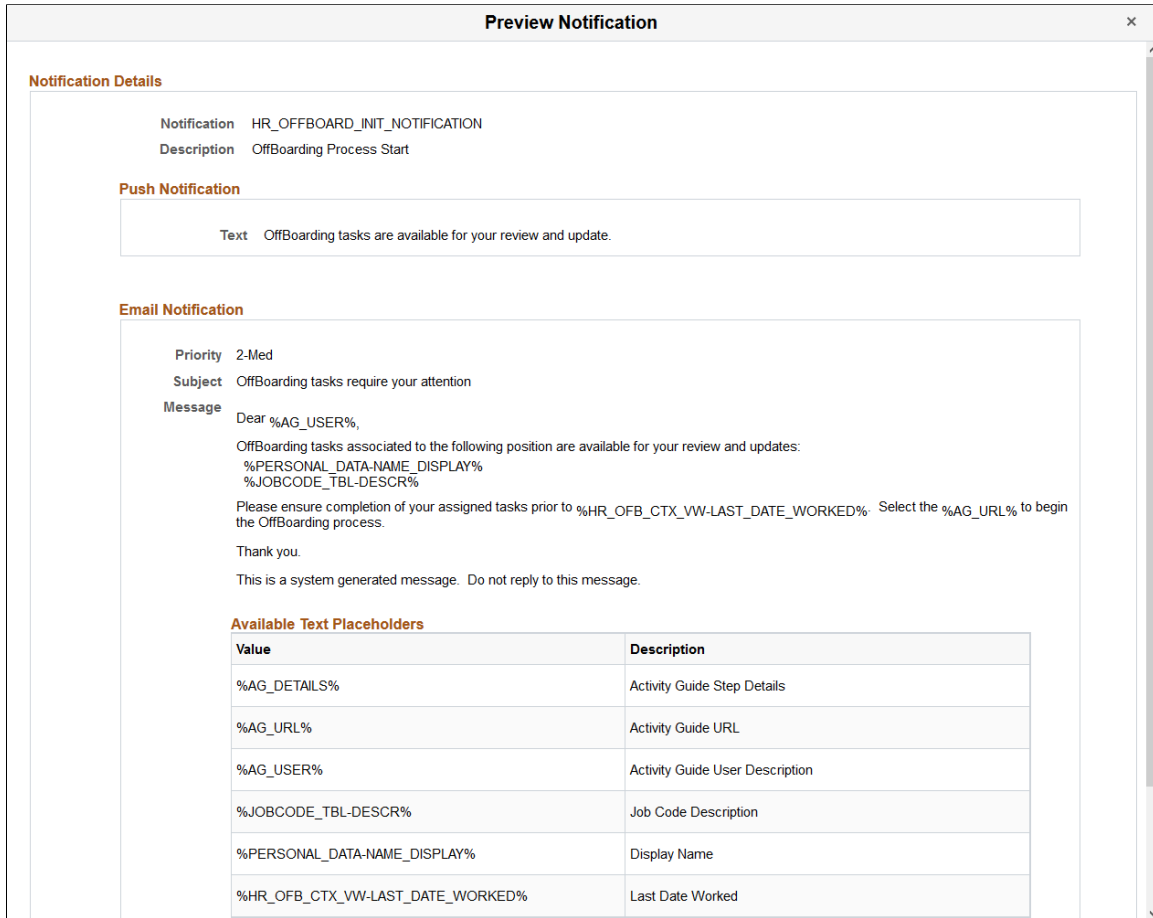 Preview Notification ×
Notification Details
Notification HR_OFFBOARD_INIT_NOTIFICATION
Description OffBoarding Process Start
Push Notification
Text OffBoarding tasks are available for your review and update.
Email Notification
Priority 2-Med
Subject OffBoarding tasks require your attention
Message
Dear %AG_USER%,
OffBoarding tasks associated to the following position are available for your review and updates:
%PERSONAL_DATA-NAME_DISPLAY%
%JOBCODE_TBL-DESCR%
Please ensure completion of your assigned tasks prior to %HR_OFB_CTX_VW-LAST_DATE_WORKED%. Select the %AG_URL% to begin
the OffBoarding process.
Thank you.
This is a system generated message. Do not reply to this message.
Available Text Placeholders
Value Description
%AG_DETAILS% Activity Guide Step Details
%AG_URL% Activity Guide URL
%AG_USER% Activity Guide User Description
%JOBCODE_TBL-DESCR% Job Code Description
%PERSONAL_DATA-NAME_DISPLAY% Display Name
%HR_OFB_CTX_VW-LAST_DATE_WORKED% Last Date Worked